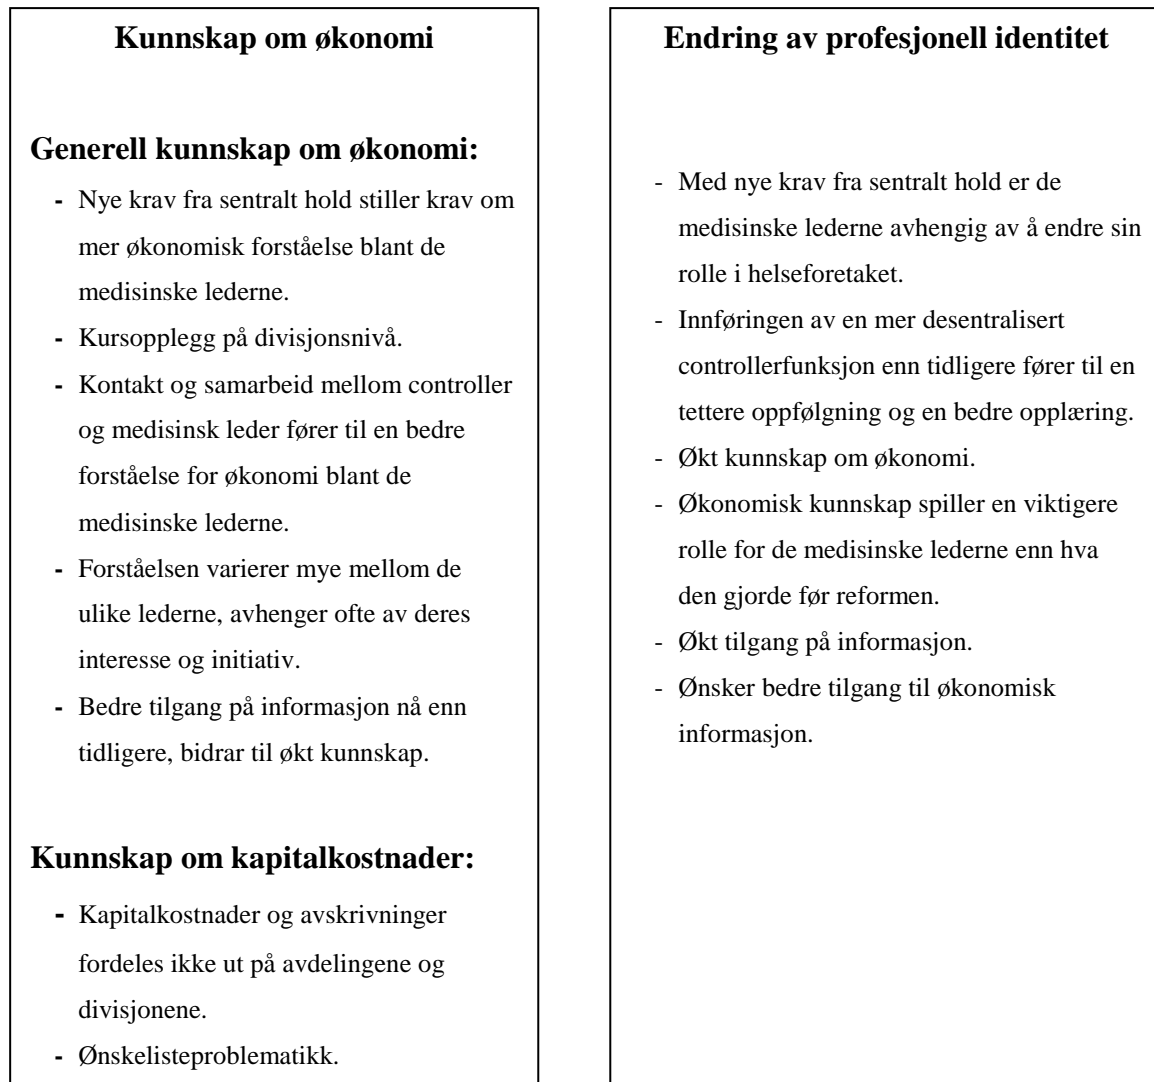 Kunnskap om økonomi
Generell kunnskap om økonomi:
- Nye krav fra sentralt hold stiller krav om
mer økonomisk forståelse blant de
medisinske lederne.
- Kursopplegg på divisjonsnivå.
- Kontakt og samarbeid mellom controller
og medisinsk leder fører til en bedre
forståelse for økonomi blant de
medisinske lederne.
- Forståelsen varierer mye mellom de
ulike lederne, avhenger ofte av deres
interesse og initiativ.
- Bedre tilgang på informasjon nå enn
tidligere, bidrar til økt kunnskap.
Kunnskap om kapitalkostnader:
- Kapitalkostnader og avskrivninger
fordeles ikke ut på avdelingene og
divisjonene.
- Ønskelisteproblematikk.
Endring av profesjonell identitet
- Med nye krav fra sentralt hold er de
medisinske lederne avhengig av å endre sin
rolle i helseforetaket.
- Innføringen av en mer desentralisert
controllerfunksjon enn tidligere fører til en
tettere oppfølgning og en bedre opplæring.
- Økt kunnskap om økonomi.
- Økonomisk kunnskap spiller en viktigere
rolle for de medisinske lederne enn hva
den gjorde før reformen.
- Økt tilgang på informasjon.
- Ønsker bedre tilgang til økonomisk
informasjon.